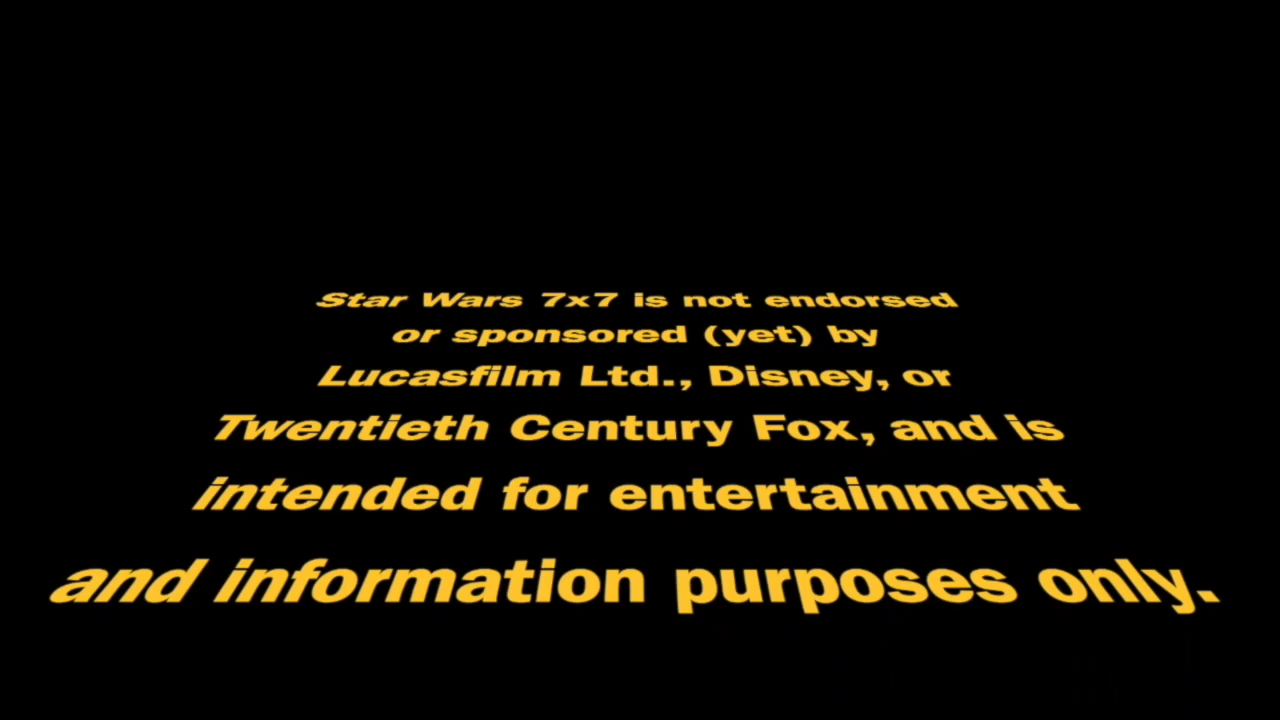 Star Wars 7x7 is not endorsed
or sponsored (yet) by
Lucasfilm Ltd., Disney, or
Twentieth Century Fox, and is
intended for entertainment
and information purposes only.